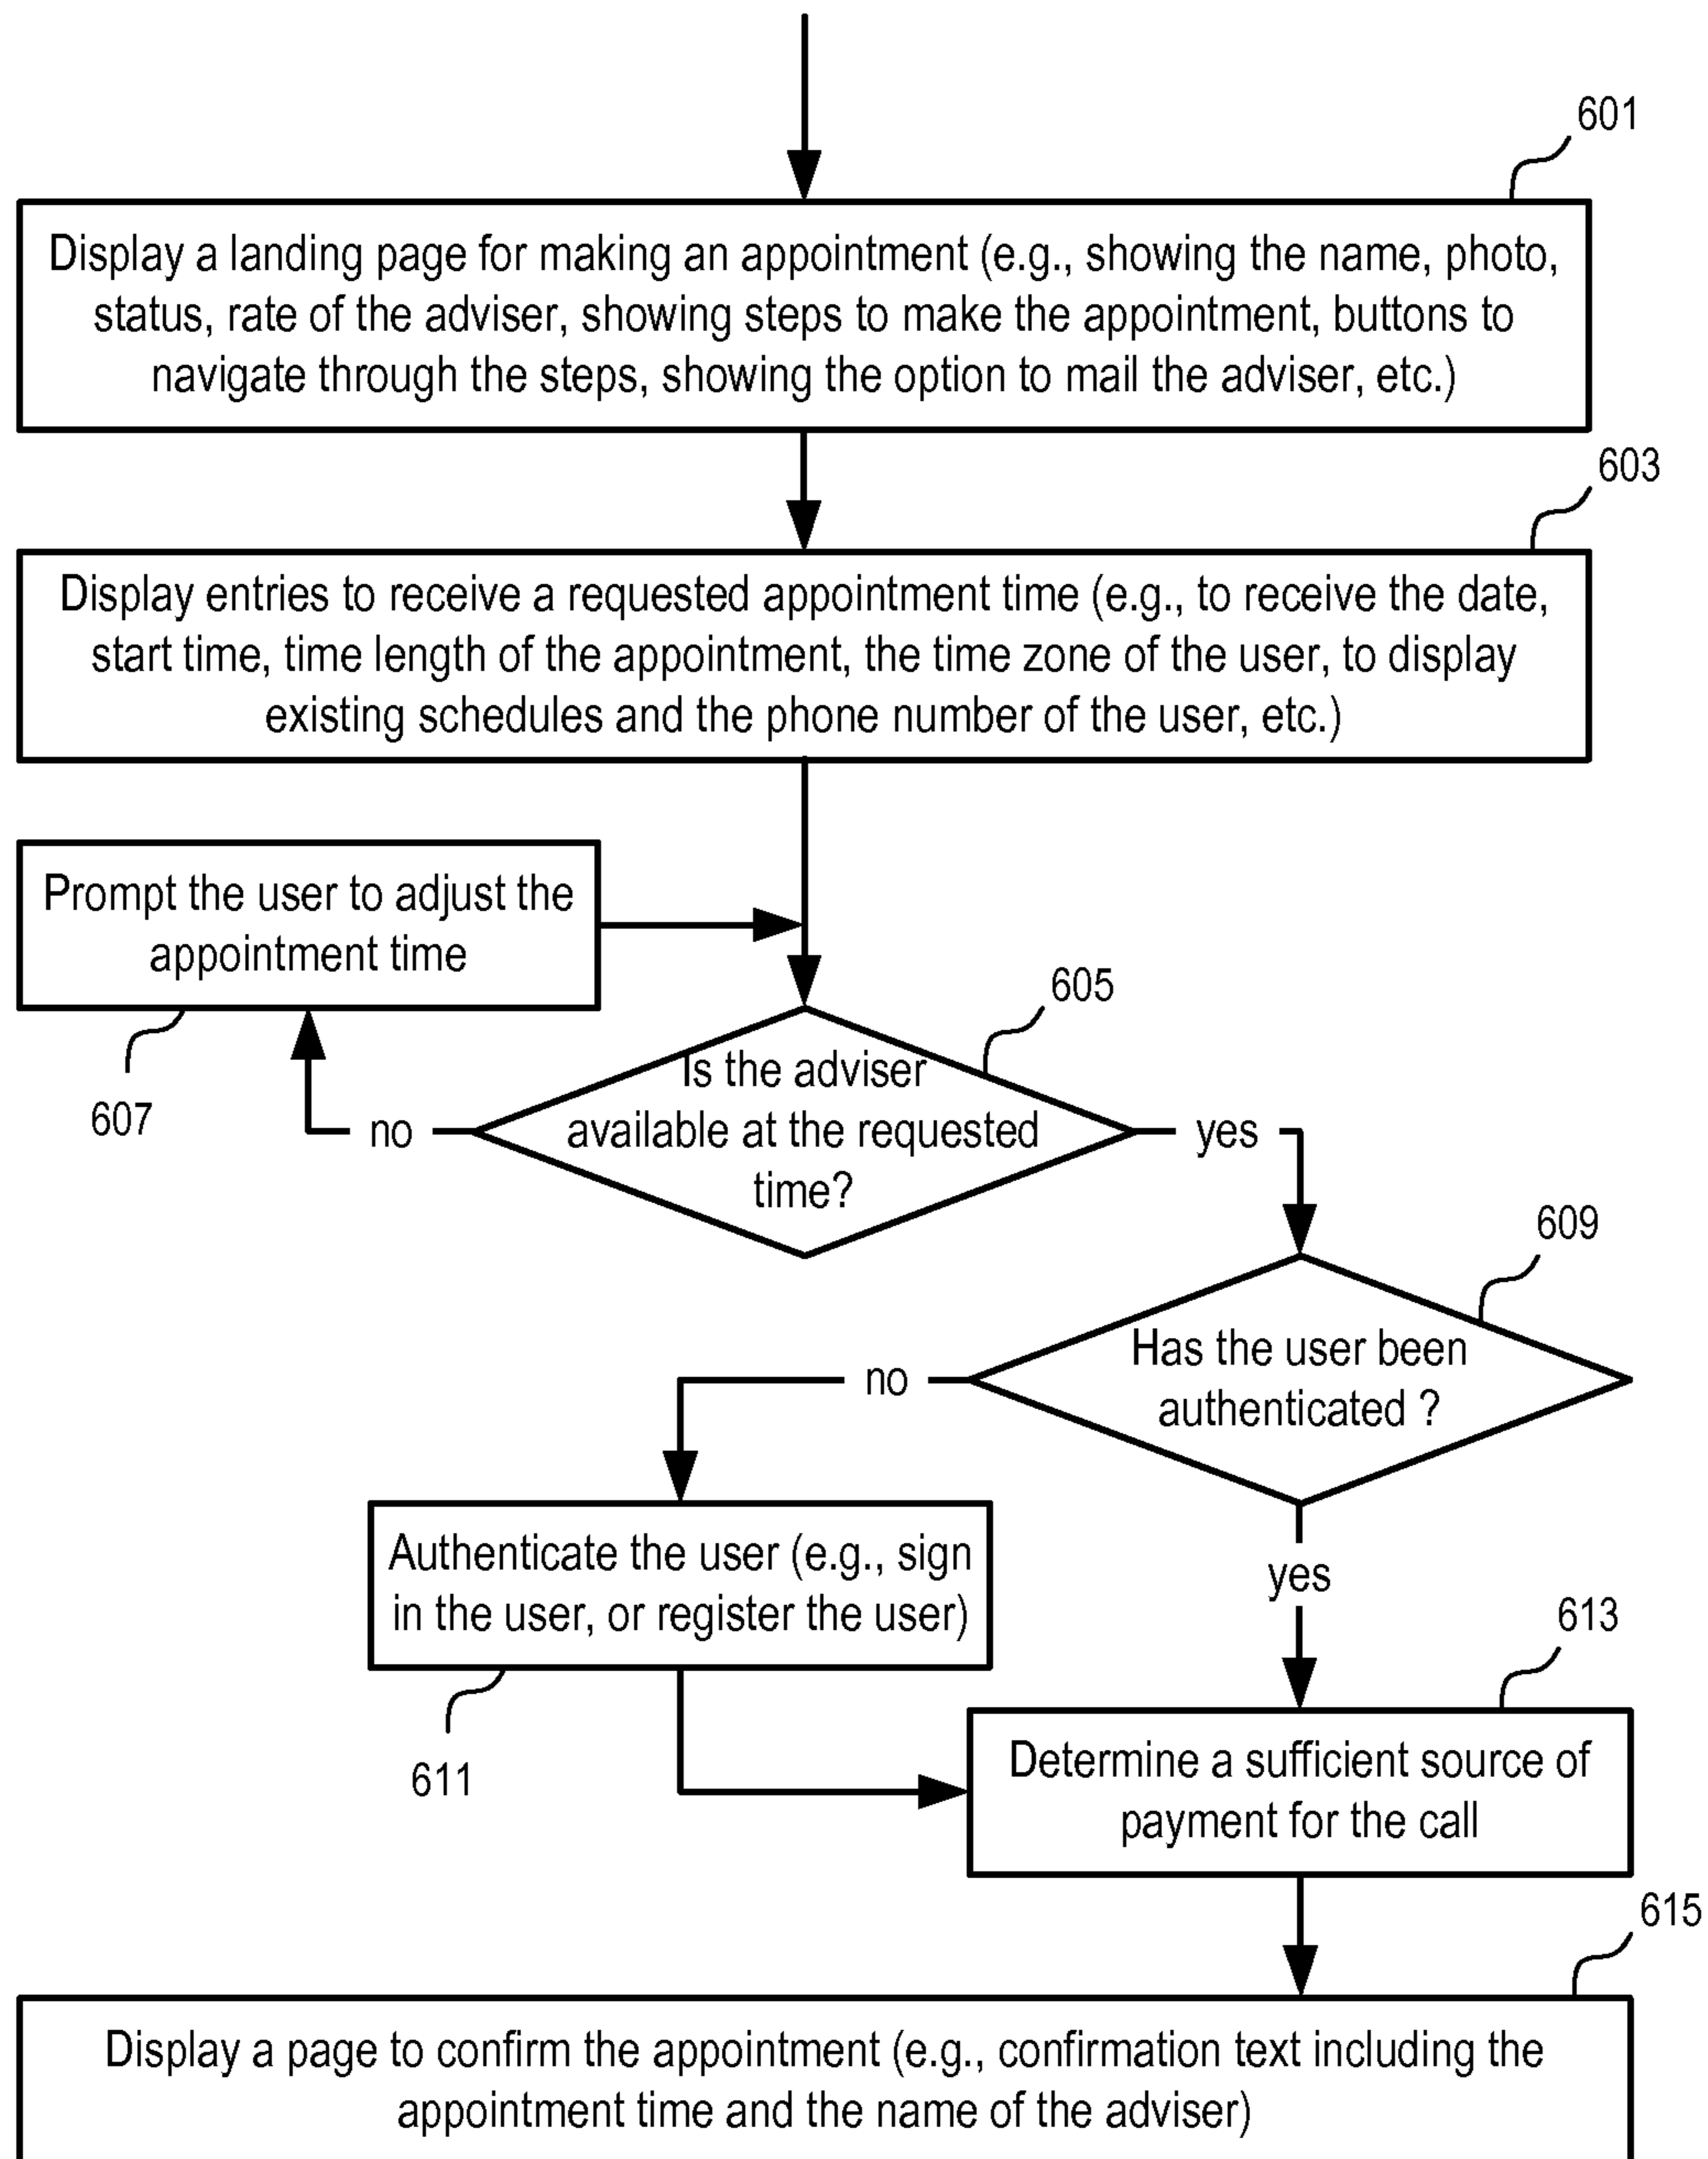 601
Display a landing page for making an appointment (e.g., showing the name, photo,
status, rate of the adviser, showing steps to make the appointment, buttons to
navigate through the steps, showing the option to mail the adviser, etc.)
603
Display entries to receive a requested appointment time (e.g., to receive the date,
start time, time length of the appointment, the time zone of the user, to display
existing schedules and the phone number of the user, etc.)
Prompt the user to adjust the
appointment time
607
605
Is the adviser
available at the requested
time?
no
yes
609
Has the user been
authenticated ?
no
yes
Authenticate the user (e.g., sign
in the user, or register the user)
611
613
Determine a sufficient source of
payment for the call
615
Display a page to confirm the appointment (e.g., confirmation text including the
appointment time and the name of the adviser)